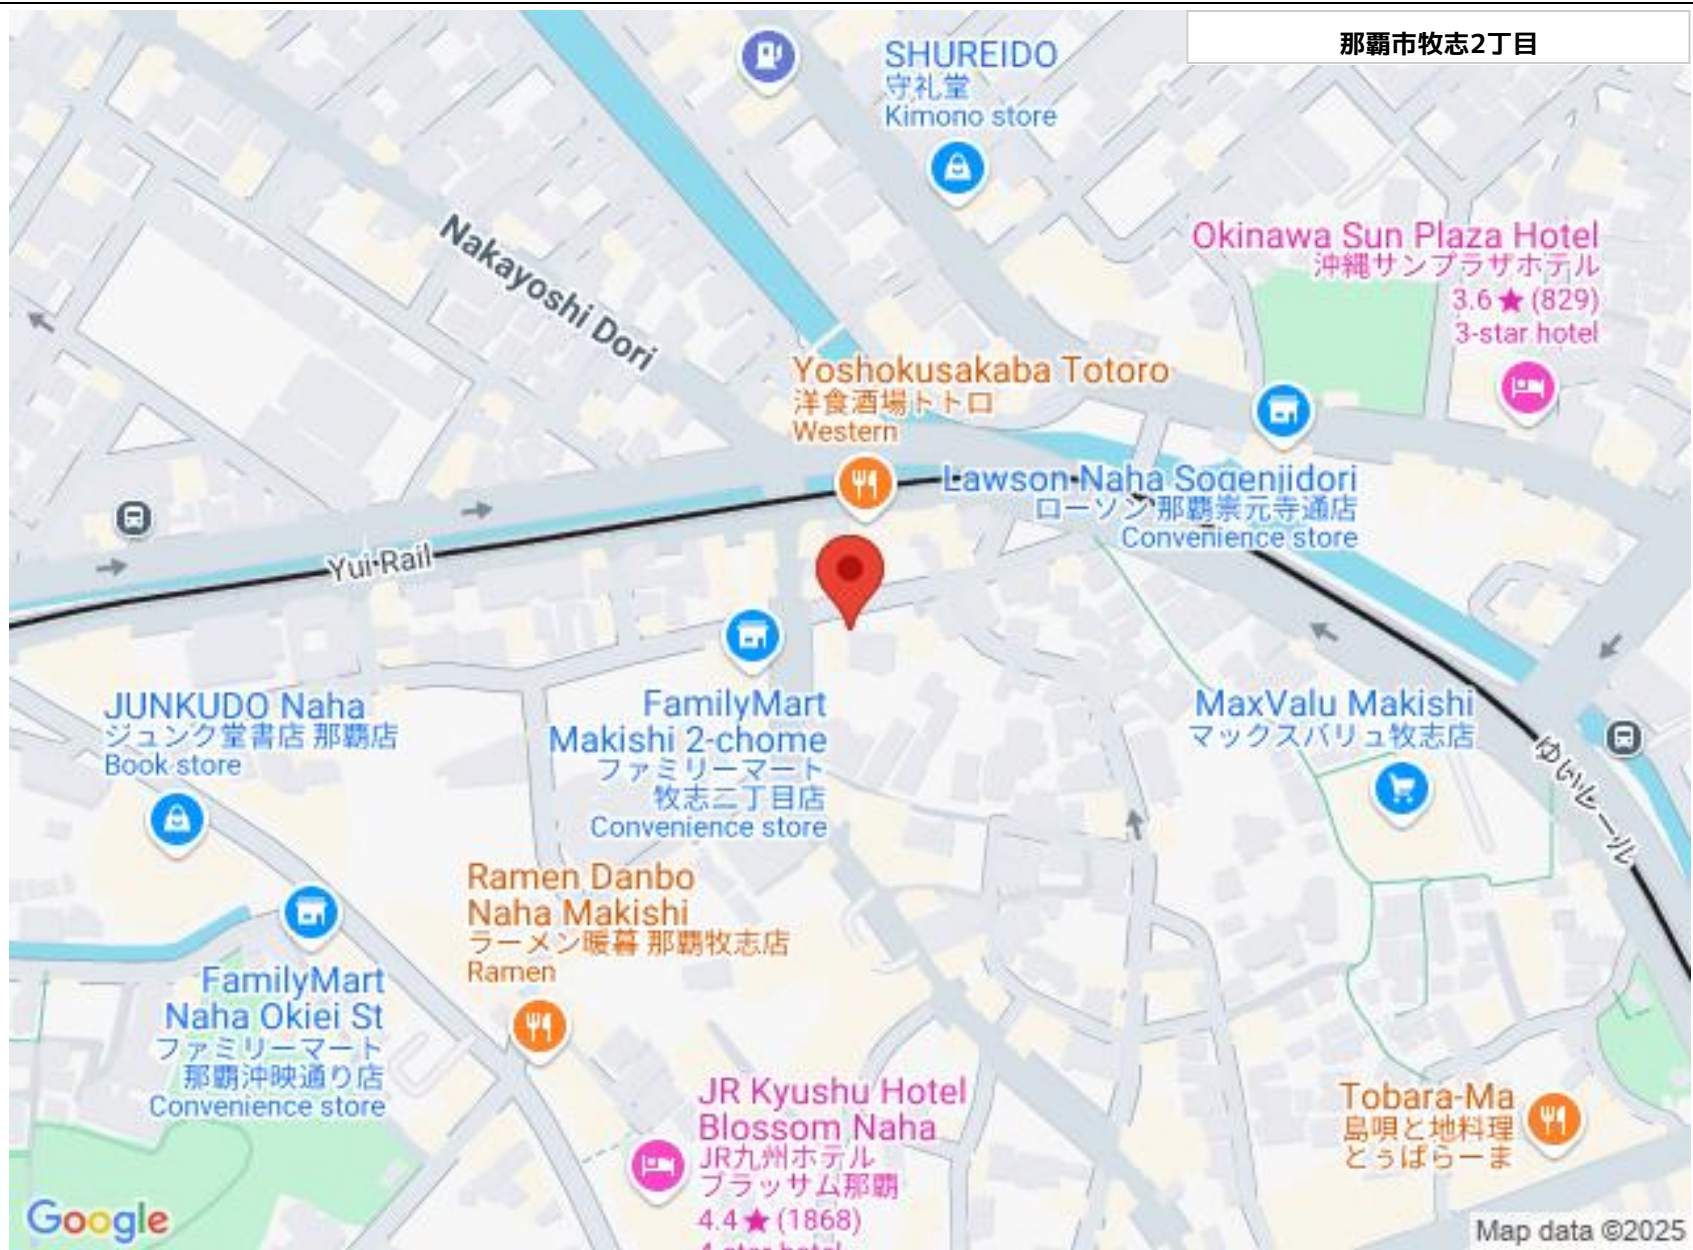 那覇市牧志2丁目
SHUREIDO
守礼堂
Kimono store
Nakayoshi Dori
Okinawa Sun Plaza Hotel
沖縄サンプラザホテル
3.6★(829)
3-star hotel
Yoshokusakaba Totoro
洋食酒場トトロ
Western
Lawson Naha Sogenjidori
ローソン 那覇崇元寺通店
Convenience store
Yui Rail
JUNKUDO Naha
ジュンク堂書店 那覇店
Book store
FamilyMart
Makishi 2-chome
ファミリーマート
牧志二丁目店
Convenience store
MaxValu Makishi
マックスバリュ牧志店
ゆいレール
Ramen Danbo
Naha Makishi
ラーメン暖暮 那覇牧志店
Ramen
FamilyMart
Naha Okiei St
ファミリーマート
那覇沖映通り店
Convenience store
JR Kyushu Hotel
Blossom Naha
JR九州ホテル
ブラッサム那覇
4.4★(1868)
4-star hotel
Tobara-Ma
島唄と地料理
とぅばらーま
Google
Map data ©2025